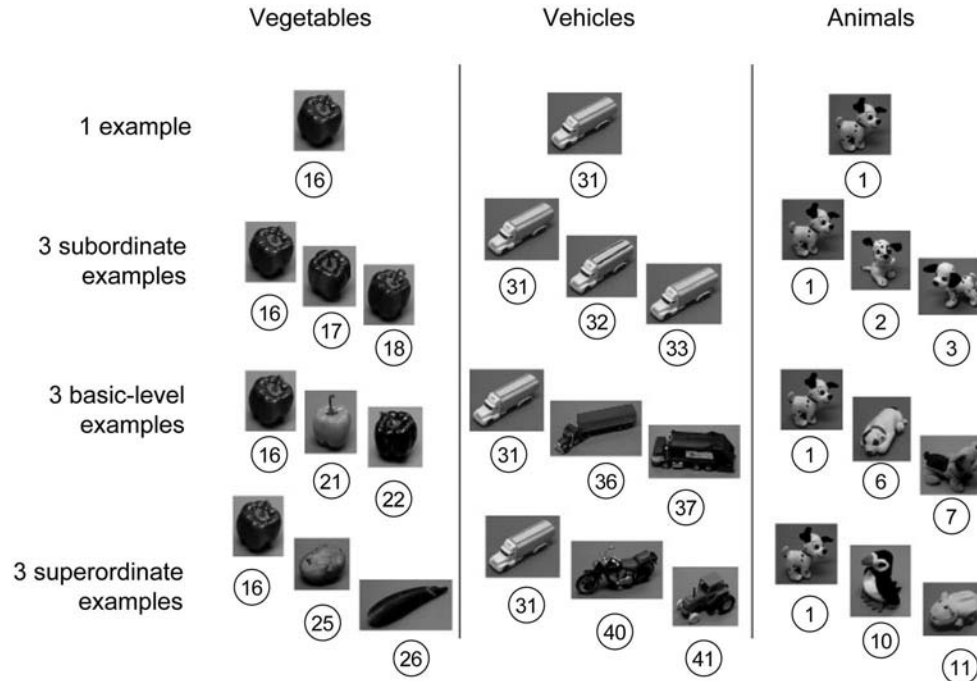 Vegetables Vehicles Animals
1 example
16 31 1
3 subordinate
examples
16 17 18 31 32 33 1 2 3
3 basic-level
examples
16 21 22 31 36 37 1 6 7
3 superordinate
examples
16 25 26 31 40 41 1 10 11